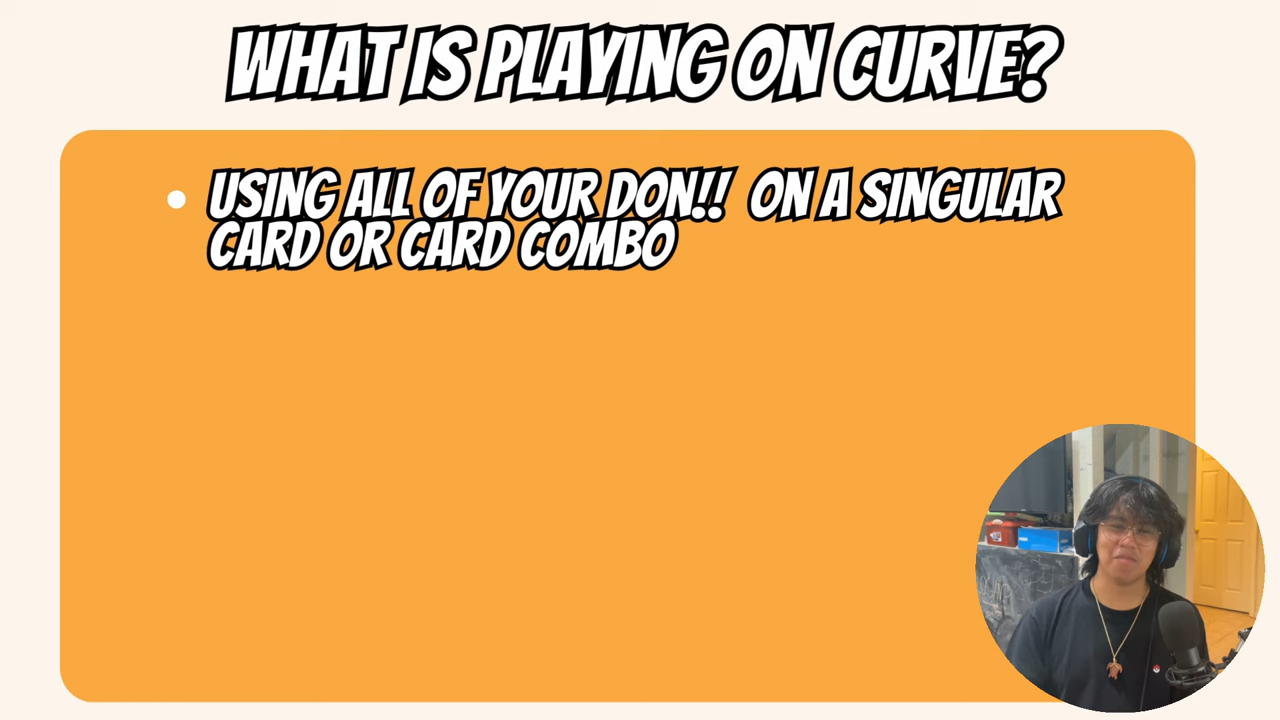 WHAT IS PLAYING ON CURVE?
USING ALL OF YOUR DON!! ON A SINGULAR
CARD OR CARD COMBO